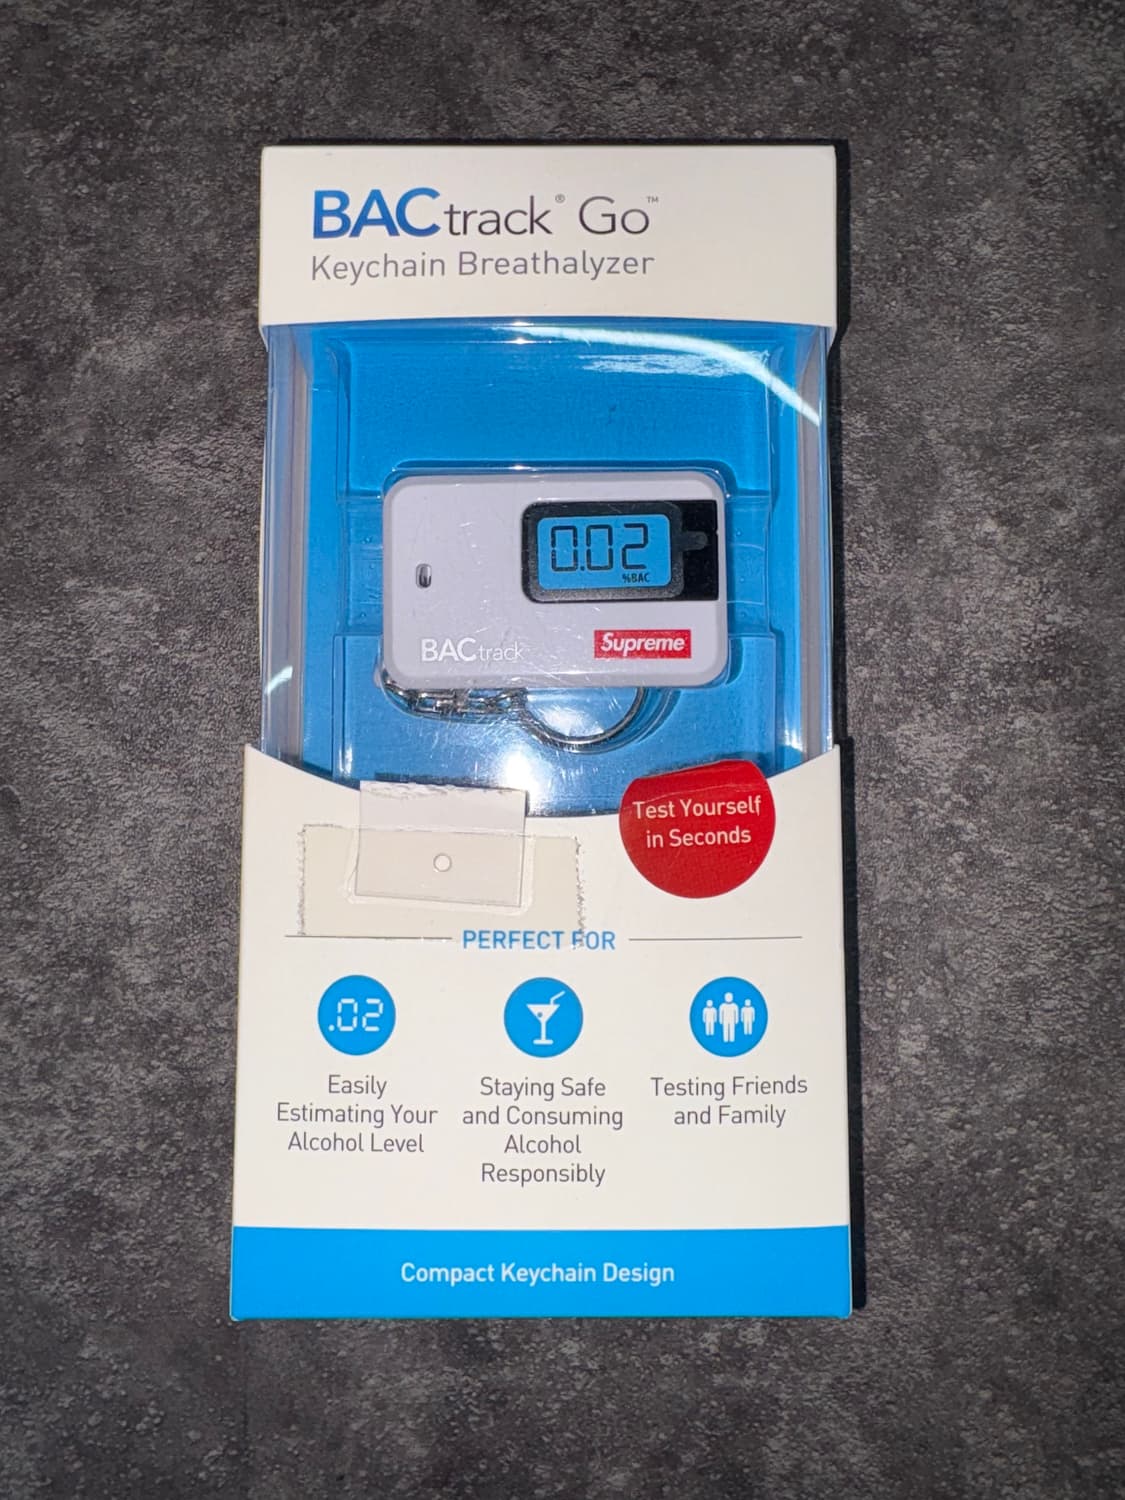 BACtrack® Go™
Keychain Breathalyzer
0.02
%BAC
BACtrack
Supreme
Test Yourself
in Seconds
PERFECT FOR
.02
Easily
Estimating Your
Alcohol Level
Staying Safe
and Consuming
Alcohol
Responsibly
Testing Friends
and Family
Compact Keychain Design